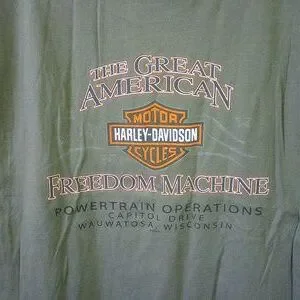 THE GREAT
AMERICAN
MOTOR
HARLEY-DAVIDSON
CYCLES
FREEDOM MACHINE
POWERTRAIN OPERATIONS
CAPITOL DRIVE
WAUWATOSA, WISCONSIN